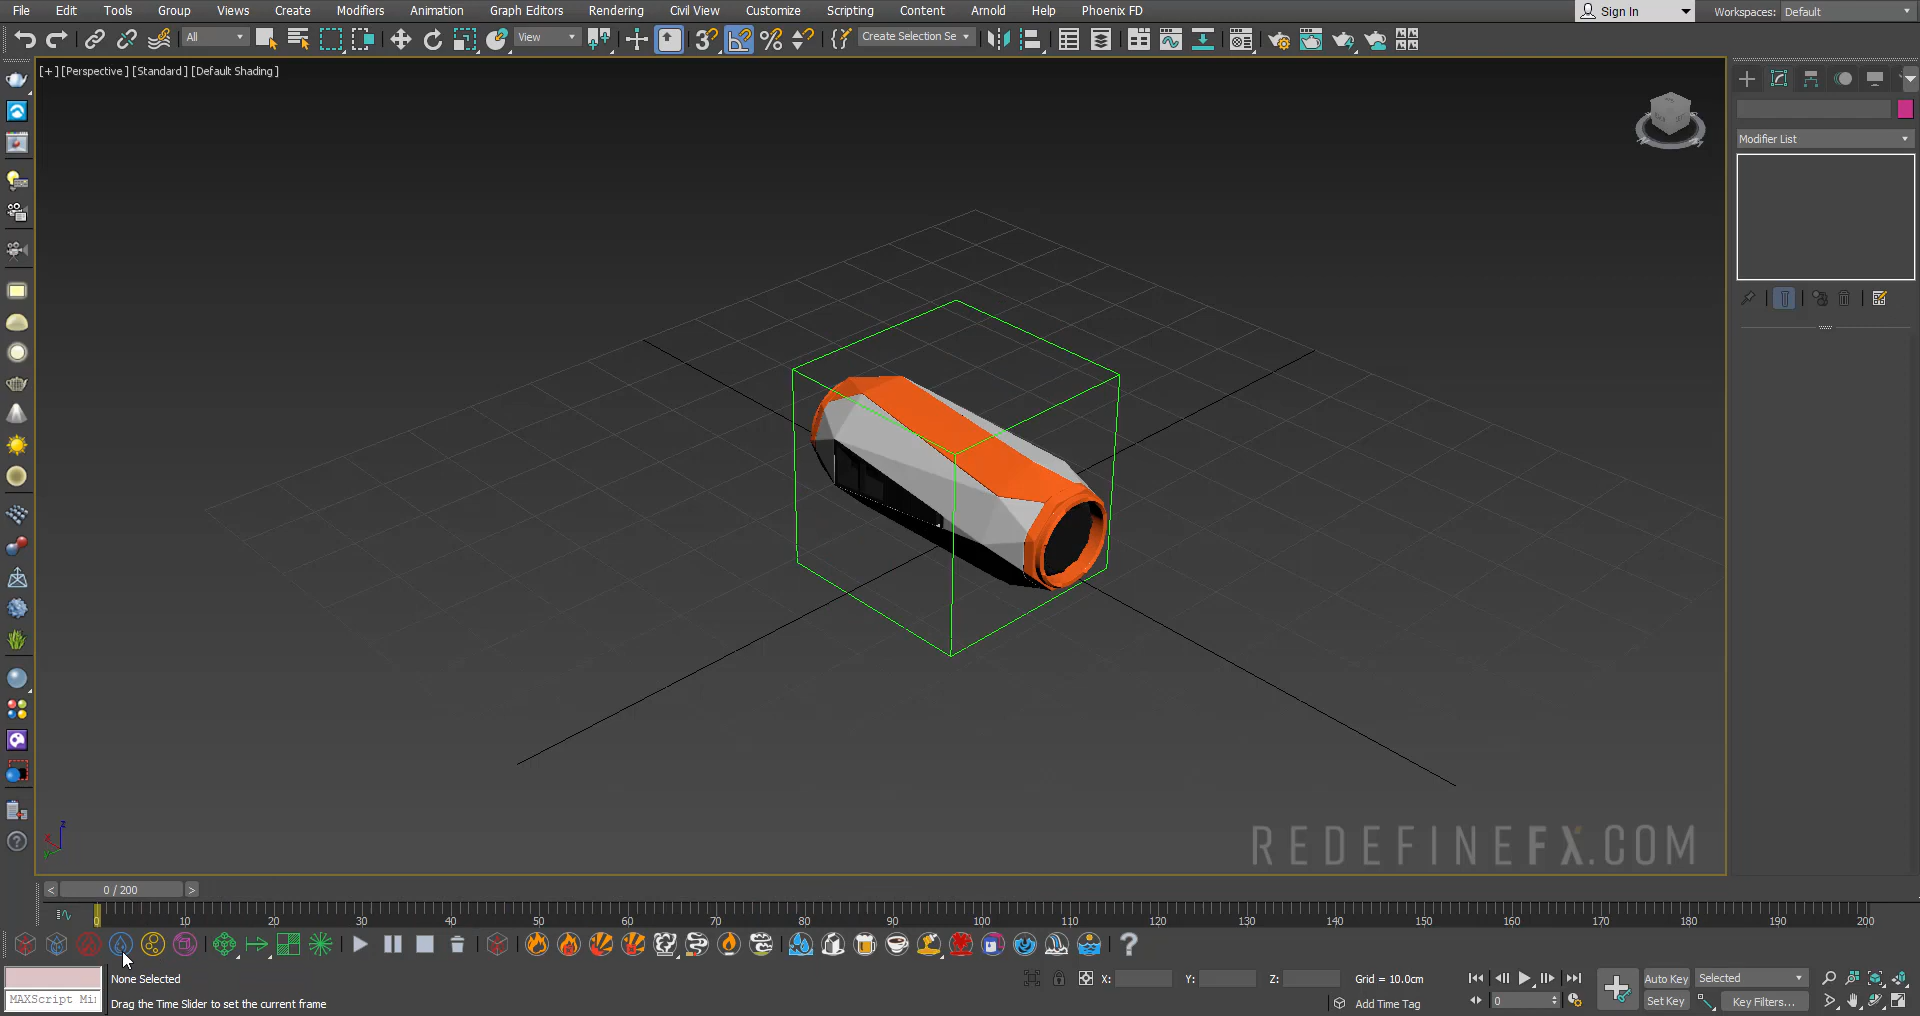 File Edit Tools Group Views Create Modifiers Animation Graph Editors Rendering Civil View Customize Scripting Content Arnold Help Phoenix FD Sign In Workspaces: Default
All View Create Selection Se
[+] [Perspective ] [Standard ] [Default Shading ]
Modifier List
z
x
y
REDEFINEFX.COM
< 0 / 200 >
0 10 20 30 40 50 60 70 80 90 100 110 120 130 140 150 160 170 180 190 200
None Selected X: Y: Z: Grid = 10.0cm Auto Key Selected
MAXScript Mi
Drag the Time Slider to set the current frame Add Time Tag 0 Set Key Key Filters...